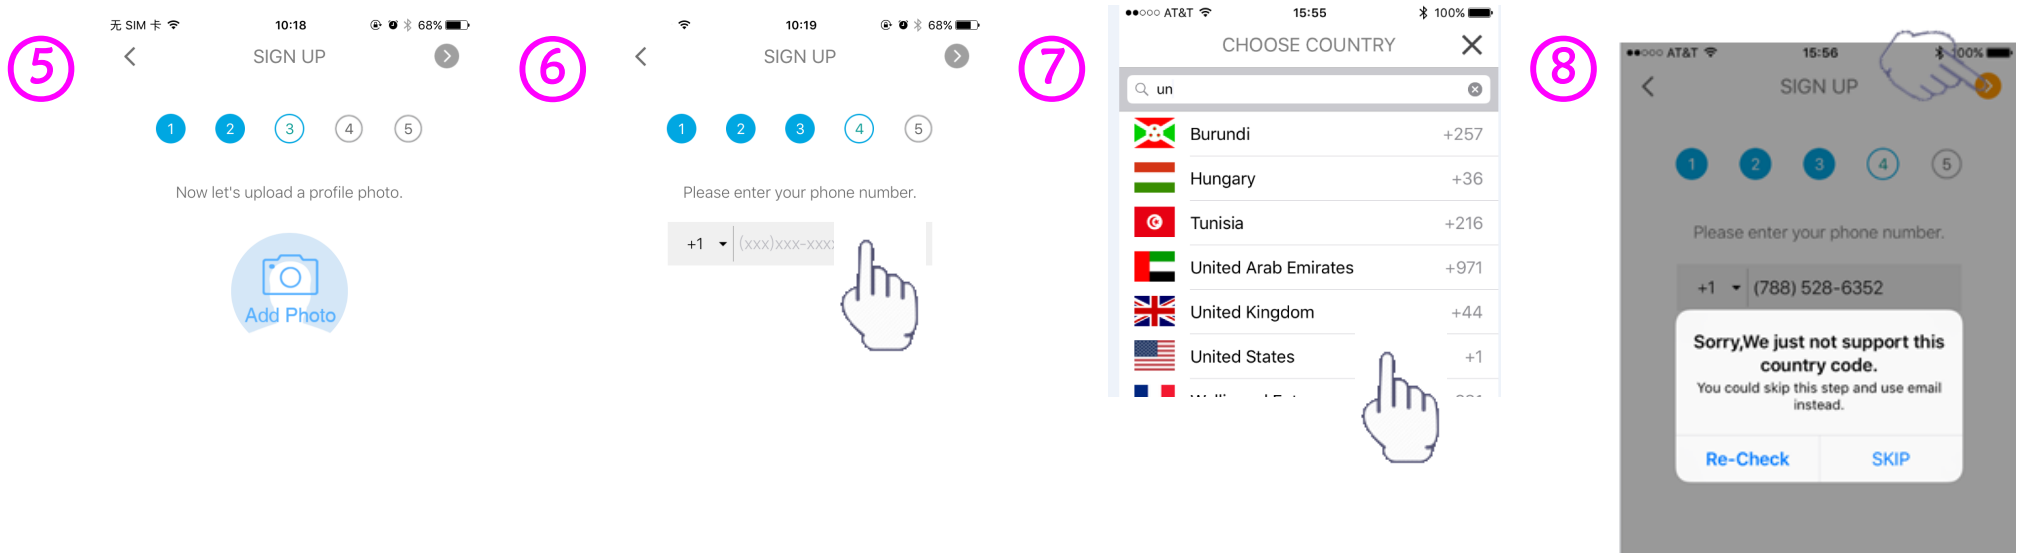 5
无 SIM 卡 10:18 68%
SIGN UP
1 2 3 4 5
Now let's upload a profile photo.
Add Photo
6
10:19 68%
SIGN UP
1 2 3 4 5
Please enter your phone number.
+1 (xxx)xxx-xxx
7
AT&T 15:55 100%
CHOOSE COUNTRY
un
Burundi +257
Hungary +36
Tunisia +216
United Arab Emirates +971
United Kingdom +44
United States +1
8
AT&T 15:56 100%
SIGN UP
1 2 3 4 5
Please enter your phone number.
+1 (788) 528-6352
Sorry,We just not support this
country code.
You could skip this step and use email
instead.
Re-Check SKIP